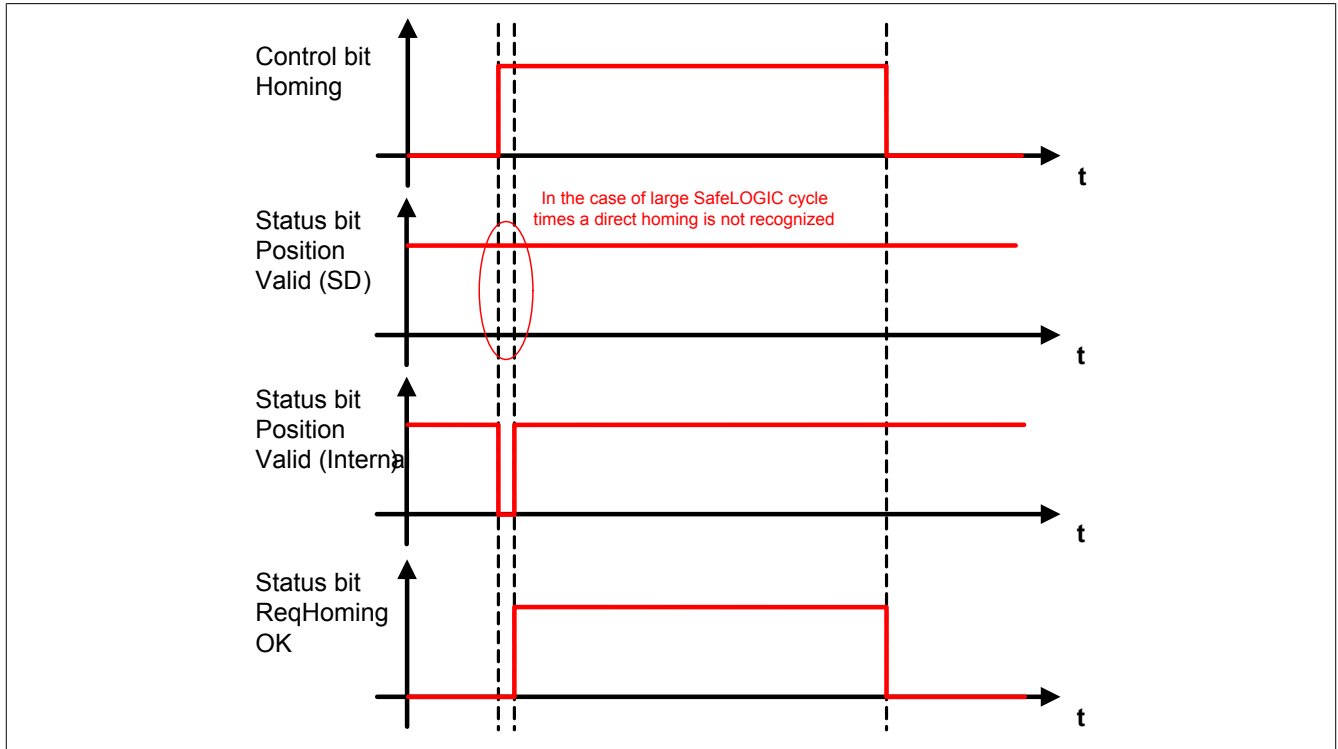 Control bit
Homing
t
In the case of large SafeLOGIC cycle
times a direct homing is not recognized
Status bit
Position
Valid (SD)
t
Status bit
Position
Valid (Interna)
t
Status bit
ReqHoming
OK
t